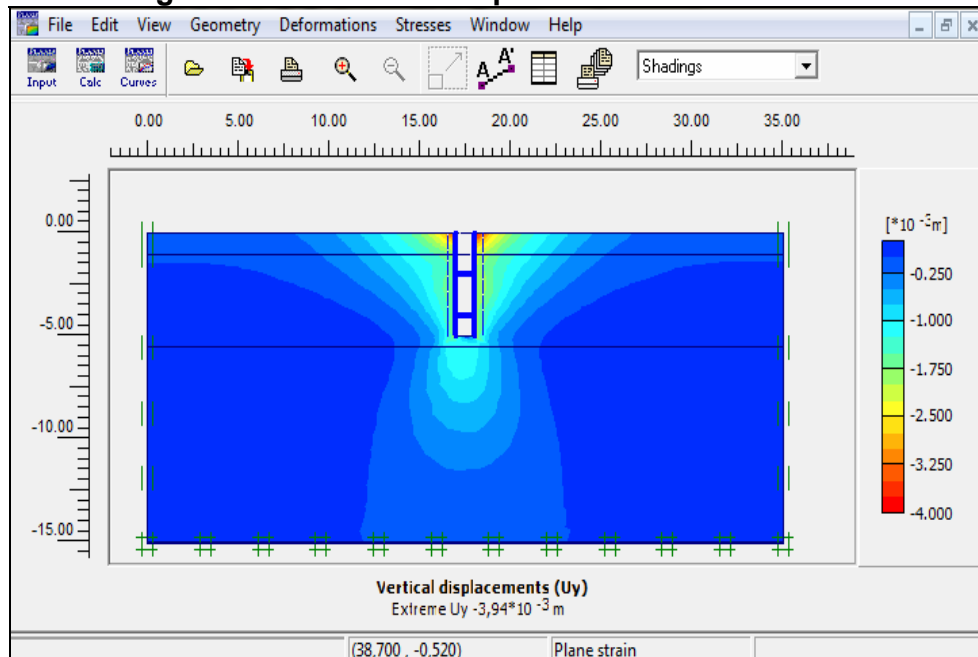 File Edit View Geometry Deformations Stresses Window Help
Input Calc Curves Shadings
A A'
0.00 5.00 10.00 15.00 20.00 25.00 30.00 35.00
0.00
-5.00
-10.00
-15.00
[*10 -3m]
-0.250
-1.000
-1.750
-2.500
-3.250
-4.000
Vertical displacements (Uy)
Extreme Uy -3,94*10 -3 m
(38,700 , -0,520) Plane strain